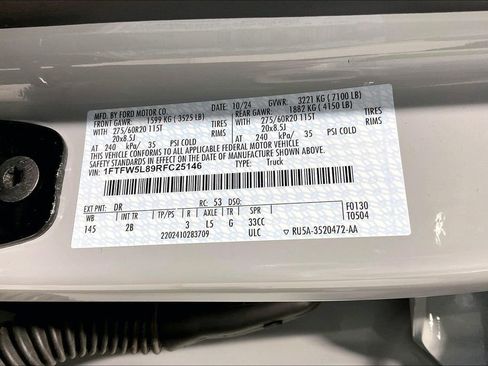 MFD. BY FORD MOTOR CO. 10/24 GVWR: 3221 KG (7100 LB)
FRONT GAWR: 1599 KG (3525 LB) REAR GAWR: 1882 KG (4150 LB)
WITH 275/60R20 115T TIRES WITH 275/60R20 115T TIRES
20x8.5J RIMS 20x8.5J RIMS
AT 240 kPa/ 35 PSI COLD AT 240 kPa/ 35 PSI COLD
THIS VEHICLE CONFORMS TO ALL APPLICABLE FEDERAL MOTOR VEHICLE
SAFETY STANDARDS IN EFFECT ON THE DATE OF MANUFACTURE SHOWN ABOVE.
VIN: 1FTFW5L89RFC25146 TYPE: Truck
EXT PNT: DR RC: 53 DSO: F0130
WB INT TR TP/PS R AXLE TR SPR T0504
145 2B 3 L5 G 33CC
2202410283709 ULC RU5A-3520472-AA